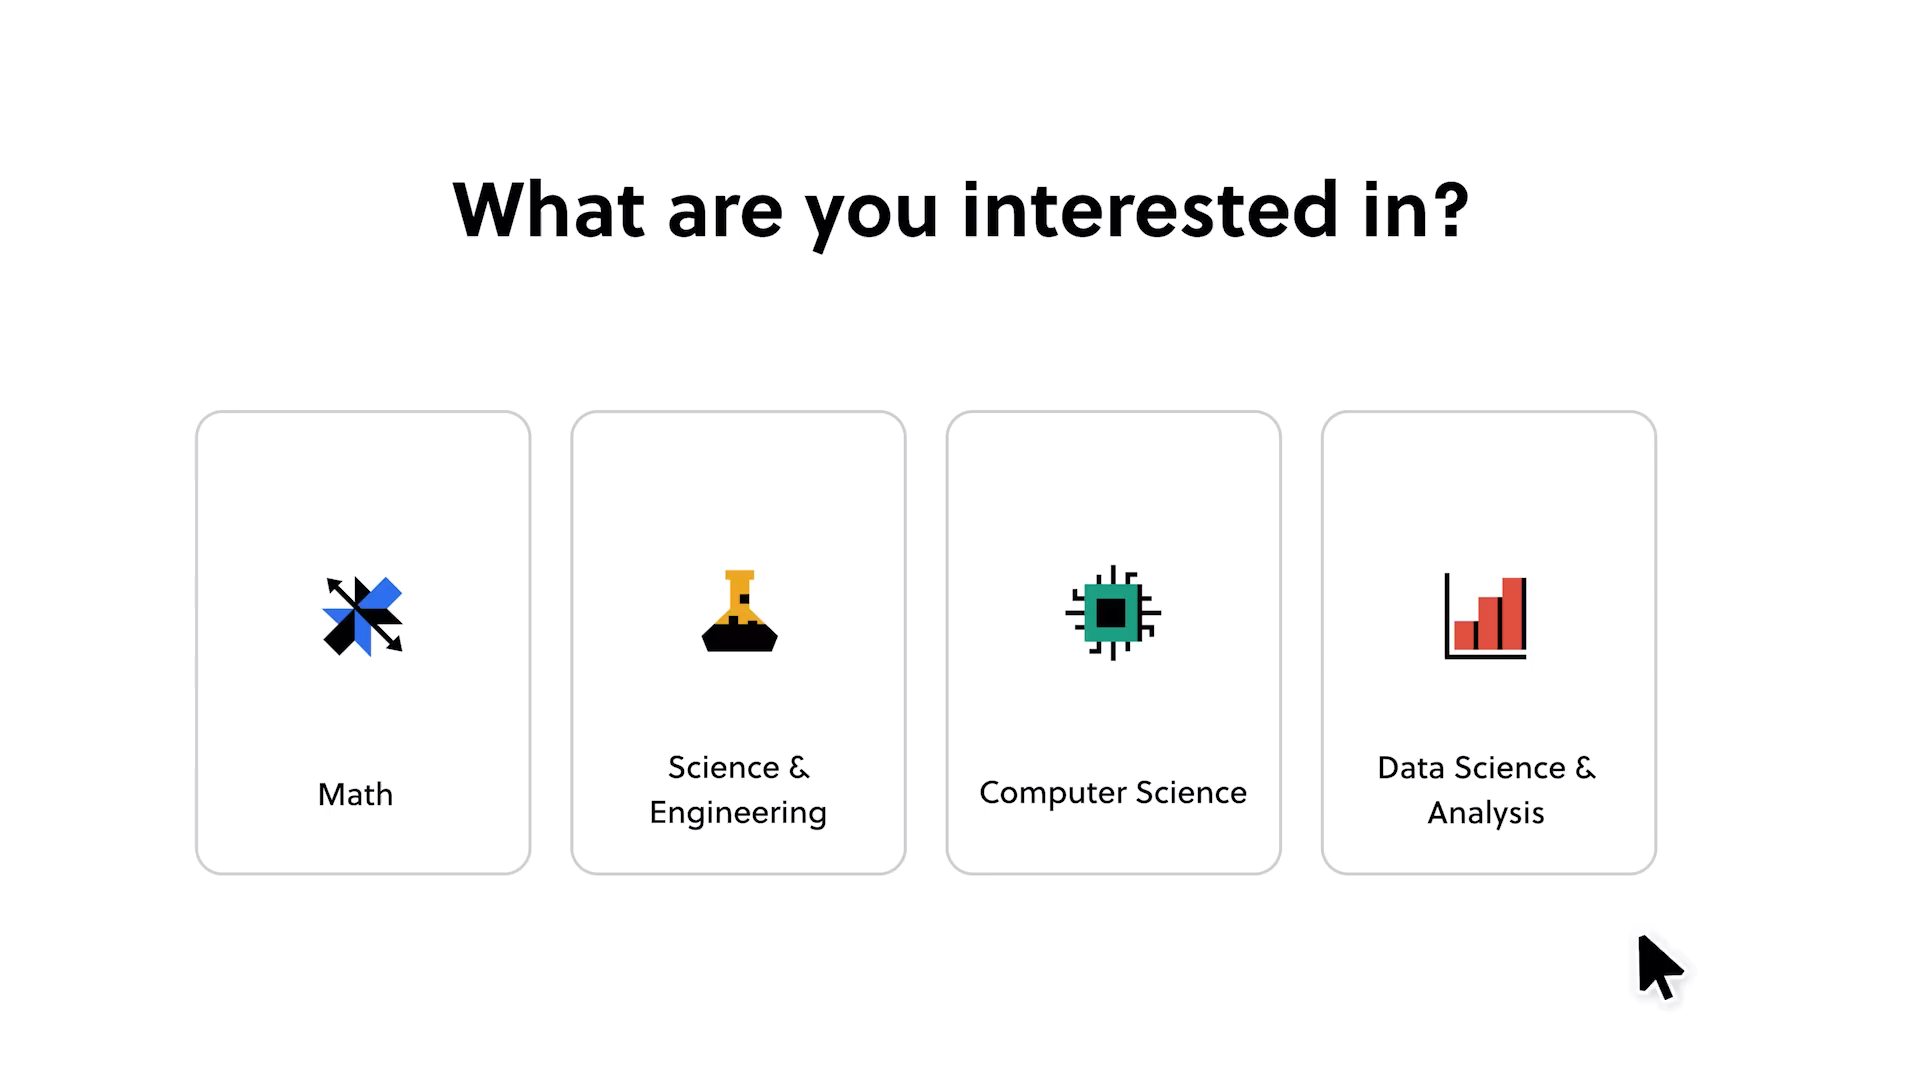 What are you interested in?
Math
Science &
Engineering
Computer Science
Data Science &
Analysis